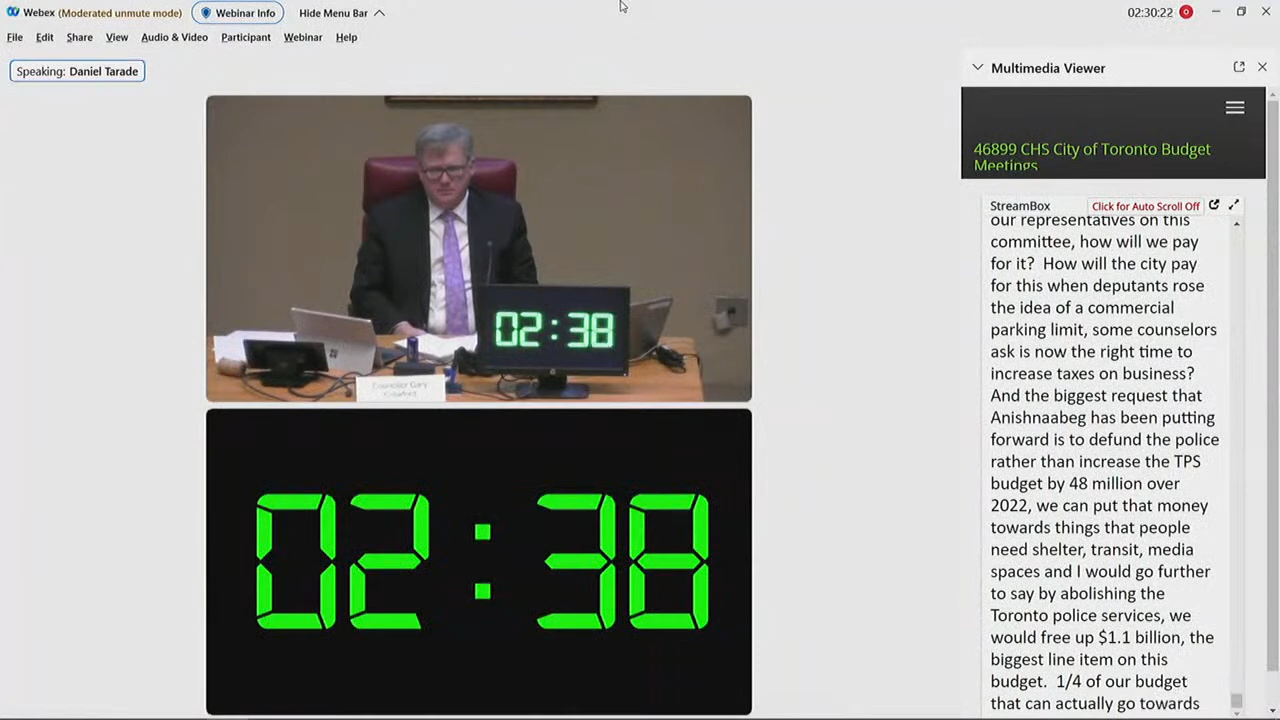 Webex (Moderated unmute mode) Webinar Info Hide Menu Bar 02:30:22
File Edit Share View Audio & Video Participant Webinar Help
Speaking: Daniel Tarade
02:38
Councillor Gary
Crawford
02:38
Multimedia Viewer
46899 CHS City of Toronto Budget
Meetings
StreamBox Click for Auto Scroll Off
our representatives on this
committee, how will we pay
for it? How will the city pay
for this when deputants rose
the idea of a commercial
parking limit, some counselors
ask is now the right time to
increase taxes on business?
And the biggest request that
Anishnaabeg has been putting
forward is to defund the police
rather than increase the TPS
budget by 48 million over
2022, we can put that money
towards things that people
need shelter, transit, media
spaces and I would go further
to say by abolishing the
Toronto police services, we
would free up $1.1 billion, the
biggest line item on this
budget. 1/4 of our budget
that can actually go towards